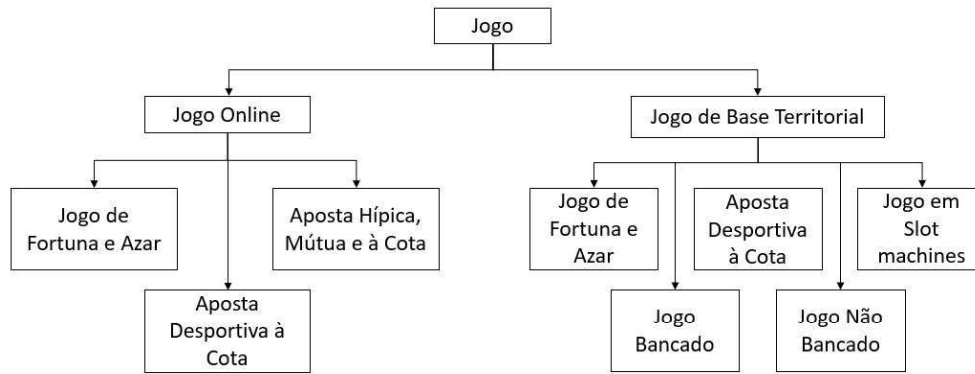 Jogo
Jogo Online
Jogo de Base Territorial
Jogo de
Fortuna e Azar
Aposta Hípica,
Mútua e à Cota
Jogo de
Fortuna e
Azar
Aposta
Desportiva
à Cota
Jogo em
Slot
machines
Aposta
Desportiva à
Cota
Jogo
Bancado
Jogo Não
Bancado